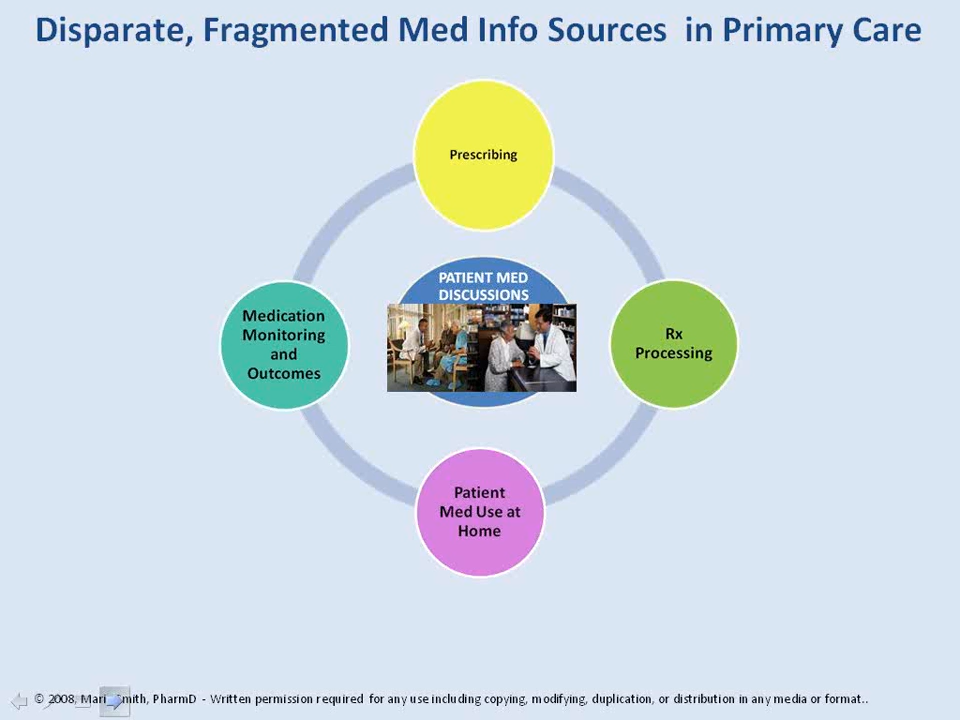 Disparate, Fragmented Med Info Sources in Primary Care
Prescribing
PATIENT MED
DISCUSSIONS
Medication
Monitoring
and
Outcomes
Rx
Processing
Patient
Med Use at
Home
© 2008, Marie Smith, PharmD - Written permission required for any use including copying, modifying, duplication, or distribution in any media or format..